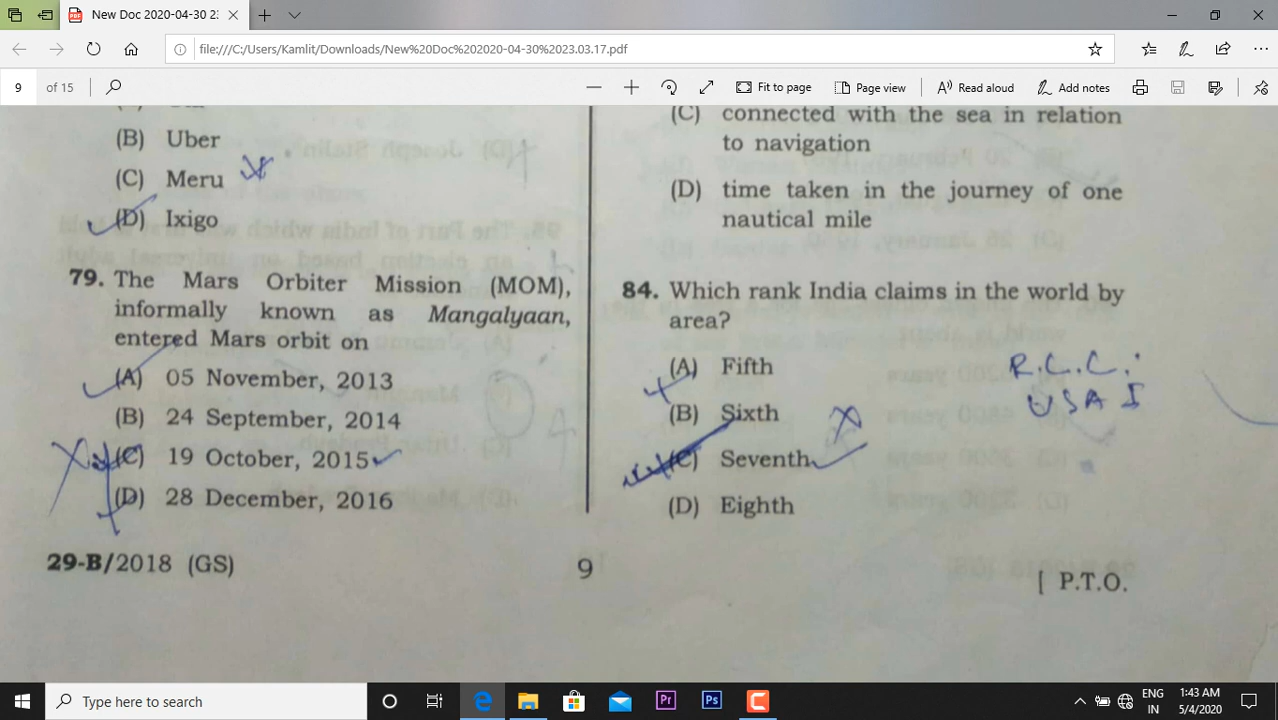 New Doc 2020-04-30 23
file:///C:/Users/Kamlit/Downloads/New%20Doc%202020-04-30%2023.03.17.pdf
9 of 15
Fit to page
Page view
Read aloud
Add notes
(B) Uber
(C) Meru
(D) Ixigo
79. The Mars Orbiter Mission (MOM),
informally known as Mangalyaan,
entered Mars orbit on
(A) 05 November, 2013
(B) 24 September, 2014
(C) 19 October, 2015
(D) 28 December, 2016
29-B/2018 (GS)
9
(C) connected with the sea in relation
to navigation
(D) time taken in the journey of one
nautical mile
84. Which rank India claims in the world by
area?
(A) Fifth
(B) Sixth
(C) Seventh
(D) Eighth
R.C.C.
USAI
[ P.T.O.
Type here to search
ENG
IN
1:43 AM
5/4/2020